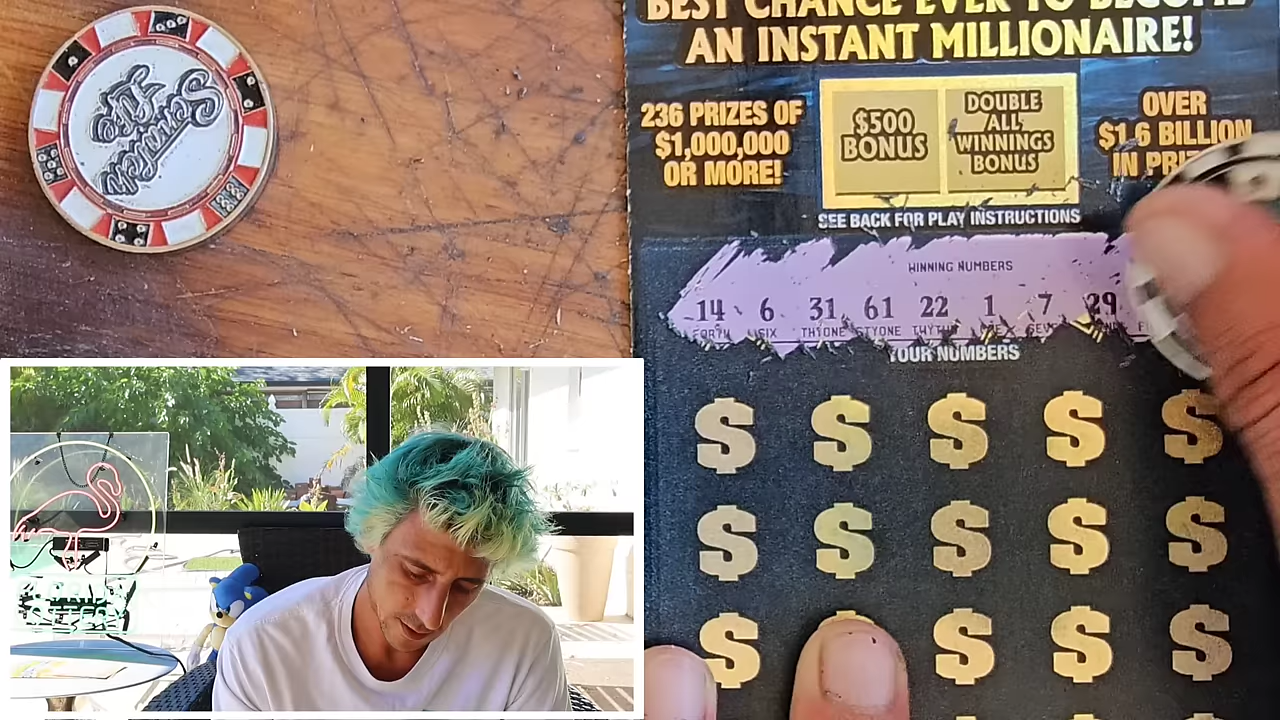 BEST CHANCE EVER TO BECOME
AN INSTANT MILLIONAIRE!
236 PRIZES OF
$1,000,000
OR MORE!
$500
BONUS
DOUBLE
ALL
WINNINGS
BONUS
OVER
$1.6 BILLION
IN
SEE BACK FOR PLAY INSTRUCTIONS
WINNING NUMBERS
14 6 31 61 22 1 7 29
SIX THYONE
YOUR NUMBERS
$ $ $ $ $
$ $ $ $ $
$ $ $ $